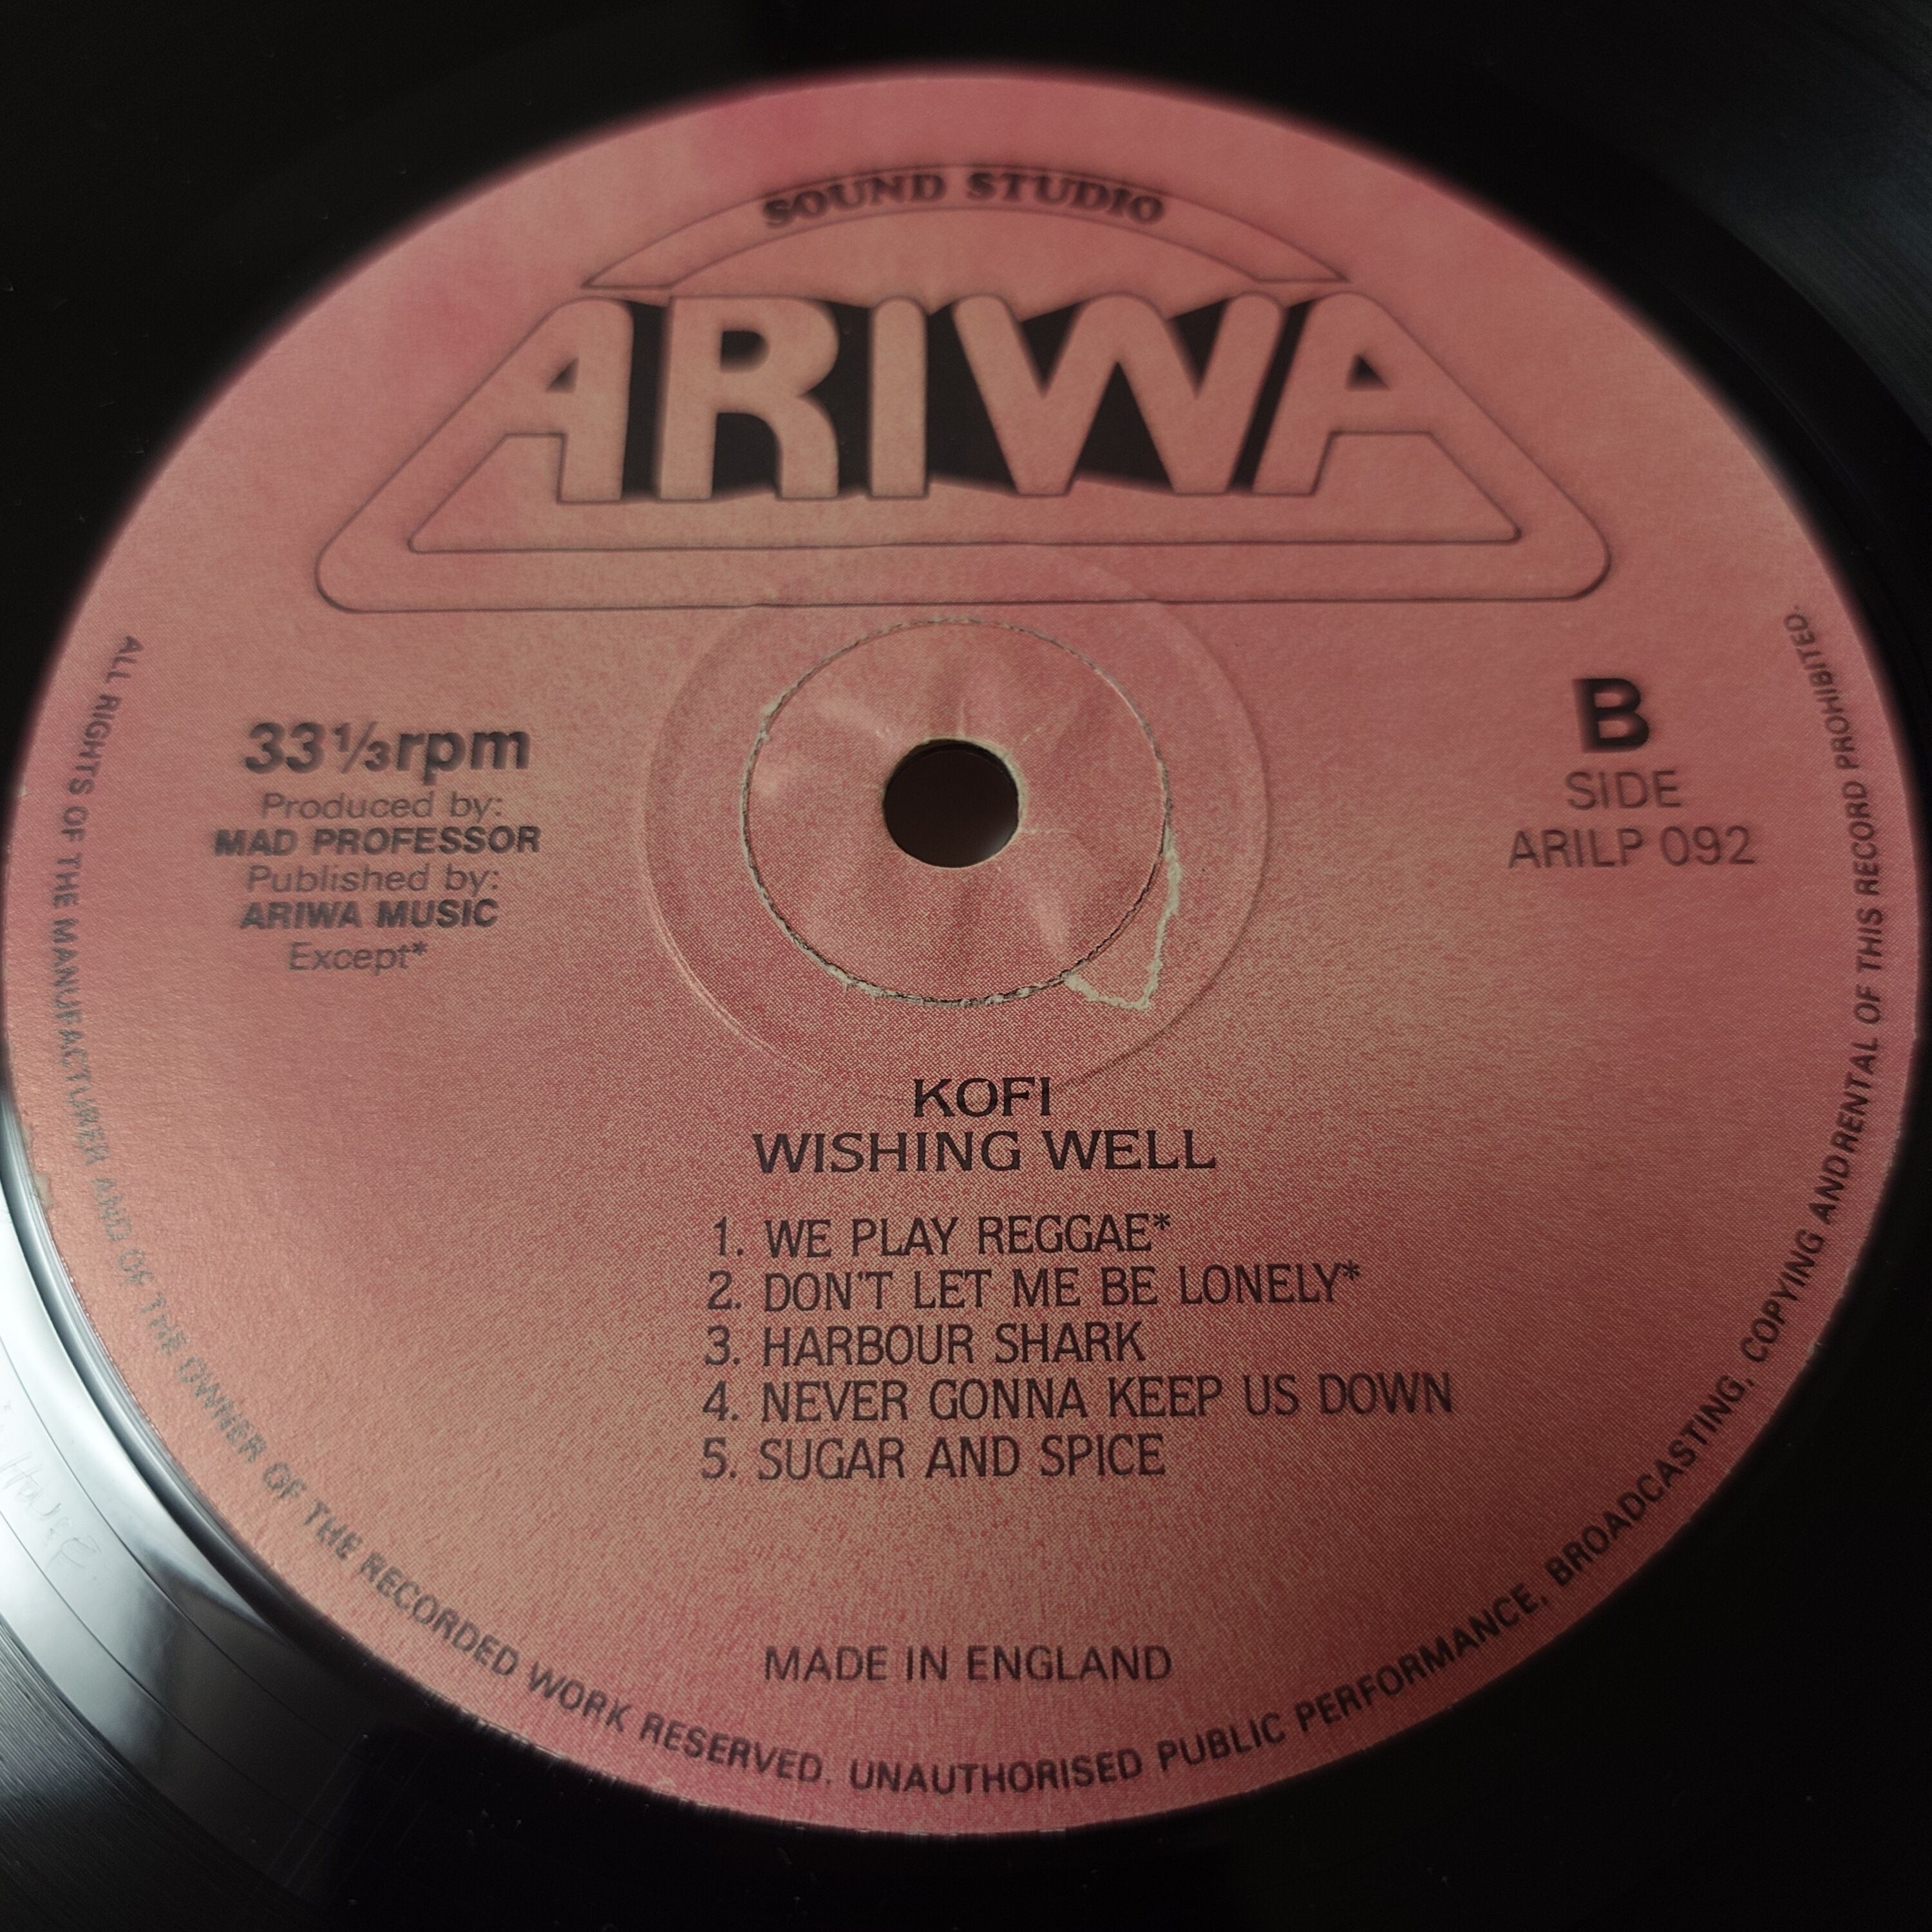 SOUND STUDIO
ARIWA
33⅓rpm
Produced by:
MAD PROFESSOR
Published by:
ARIWA MUSIC
Except*
B
SIDE
ARILP 092
KOFI
WISHING WELL
1. WE PLAY REGGAE*
2. DON'T LET ME BE LONELY*
3. HARBOUR SHARK
4. NEVER GONNA KEEP US DOWN
5. SUGAR AND SPICE
MADE IN ENGLAND
ALL RIGHTS OF THE MANUFACTURER AND OF THE OWNER OF THE RECORDED WORK RESERVED. UNAUTHORISED PUBLIC PERFORMANCE, BROADCASTING, COPYING AND RENTAL OF THIS RECORD PROHIBITED.